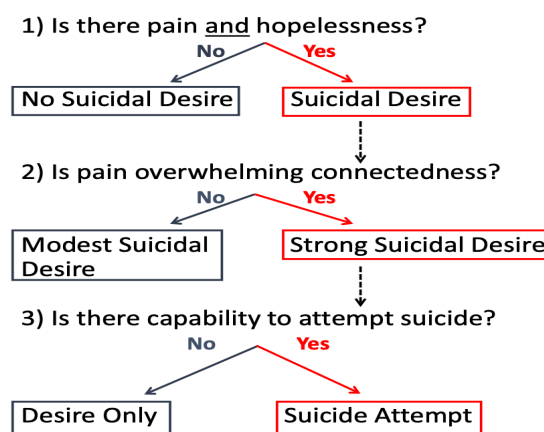 1) Is there pain and hopelessness?
No Yes
No Suicidal Desire Suicidal Desire
2) Is pain overwhelming connectedness?
No Yes
Modest Suicidal Strong Suicidal Desire
Desire
3) Is there capability to attempt suicide?
No Yes
Desire Only Suicide Attempt